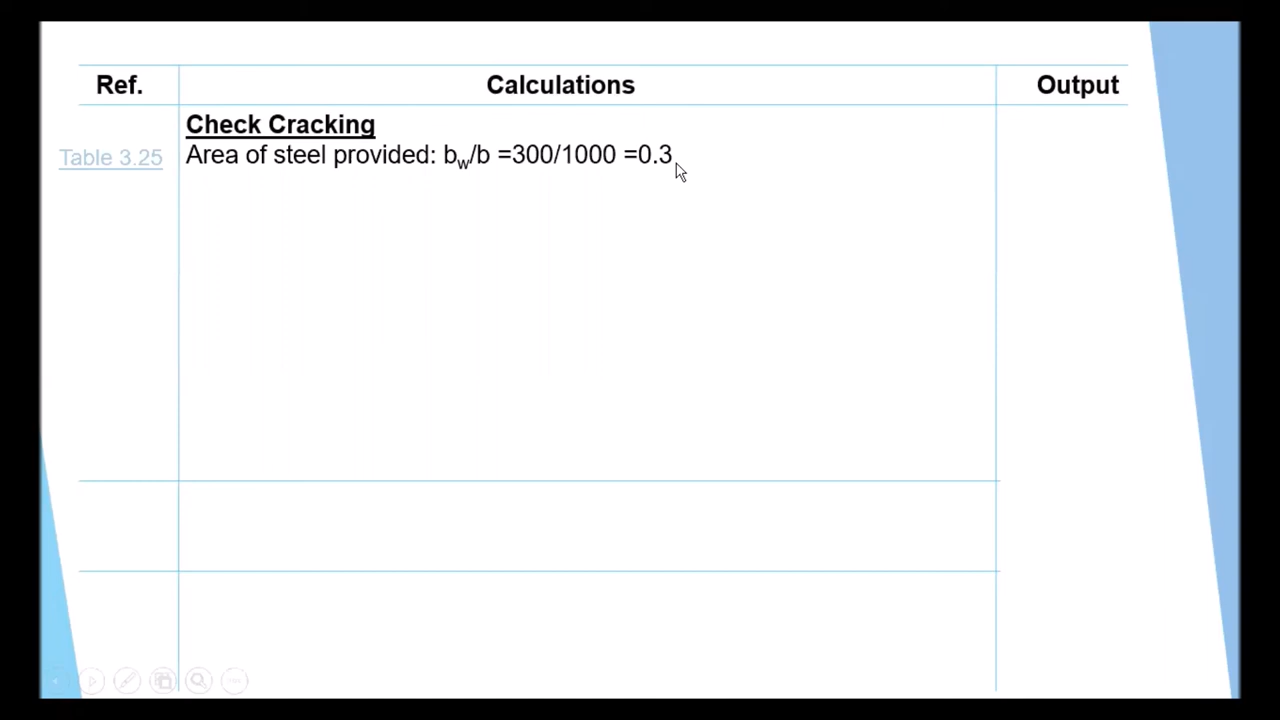 Ref. Calculations Output
Check Cracking
Table 3.25 Area of steel provided: bw/b =300/1000 =0.3